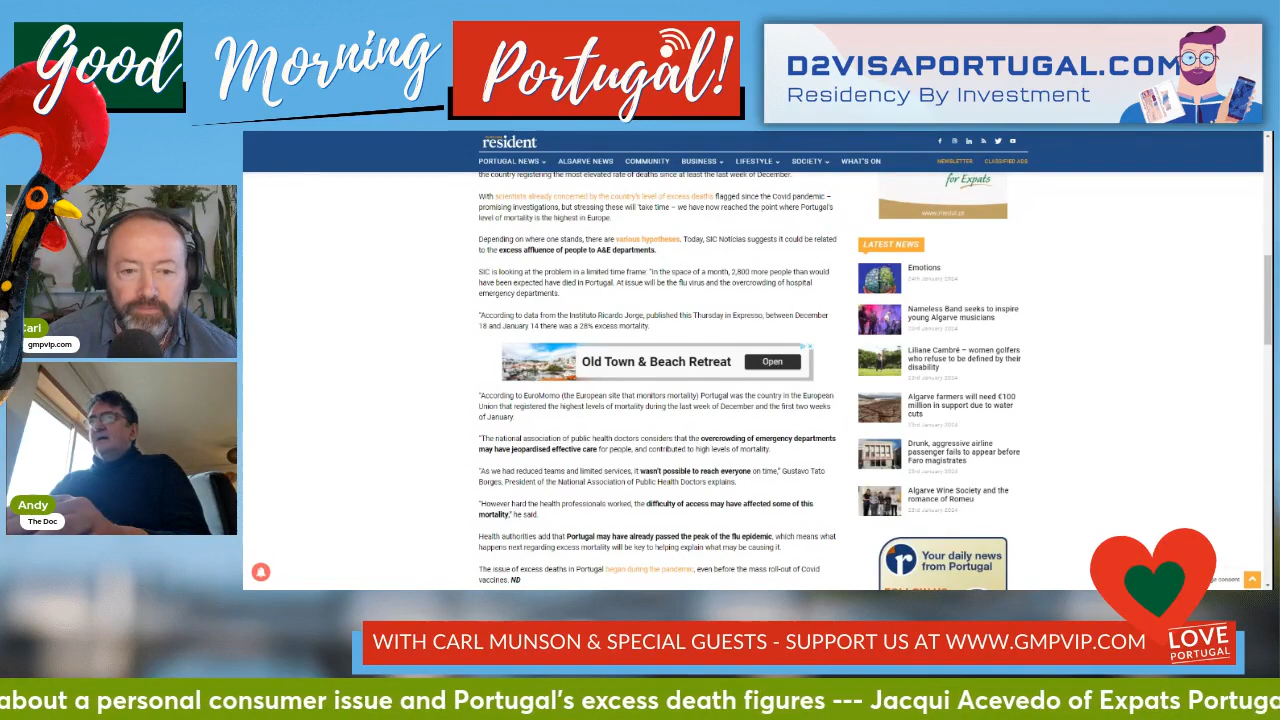 Good Morning Portugal!
D2VISAPORTUGAL.COM
Residency By Investment
resident
PORTUGAL NEWS
ALGARVE NEWS
COMMUNITY
BUSINESS
LIFESTYLE
SOCIETY
WHAT'S ON
NEWSLETTER
CLASSIFIED ADS
the country registering the most elevated rate of deaths since at least the last week of December.
With scientists already concerned by the country's level of excess deaths flagged since the Covid pandemic –
promising investigations, but stressing these will 'take time' – we have now reached the point where Portugal's
level of mortality is the highest in Europe.
Depending on where one stands, there are various hypotheses. Today, SIC Notícias suggests it could be related
to the excess affluence of people to A&E departments.
SIC is looking at the problem in a limited time frame: "In the space of a month, 2,800 more people than would
have been expected have died in Portugal. At issue will be the flu virus and the overcrowding of hospital
emergency departments.
"According to data from the Instituto Ricardo Jorge, published this Thursday in Expresso, between December
18 and January 14 there was a 28% excess mortality.
Old Town & Beach Retreat
Open
"According to EuroMomo (the European site that monitors mortality) Portugal was the country in the European
Union that registered the highest levels of mortality during the last week of December and the first two weeks
of January.
"The national association of public health doctors considers that the overcrowding of emergency departments
may have jeopardised effective care for people, and contributed to high levels of mortality.
"As we had reduced teams and limited services, it wasn't possible to reach everyone on time," Gustavo Tato
Borges, President of the National Association of Public Health Doctors explains.
"However hard the health professionals worked, the difficulty of access may have affected some of this
mortality," he said.
Health authorities add that Portugal may have already passed the peak of the flu epidemic, which means what
happens next regarding excess mortality will be key to helping explain what may be causing it.
The issue of excess deaths in Portugal began during the pandemic, even before the mass roll-out of Covid
vaccines. ND
for Expats
LATEST NEWS
Emotions
24th January 2024
Nameless Band seeks to inspire
young Algarve musicians
23rd January 2024
Liliane Cambré – women golfers
who refuse to be defined by their
disability
23rd January 2024
Algarve farmers will need €100
million in support due to water
cuts
23rd January 2024
Drunk, aggressive airline
passenger fails to appear before
Faro magistrates
23rd January 2024
Algarve Wine Society and the
romance of Romeu
23rd January 2024
Your daily news
from Portugal
Carl
gmpvip.com
Andy
The Doc
WITH CARL MUNSON & SPECIAL GUESTS - SUPPORT US AT WWW.GMPVIP.COM
LOVE
PORTUGAL
about a personal consumer issue and Portugal's excess death figures --- Jacqui Acevedo of Expats Portuga